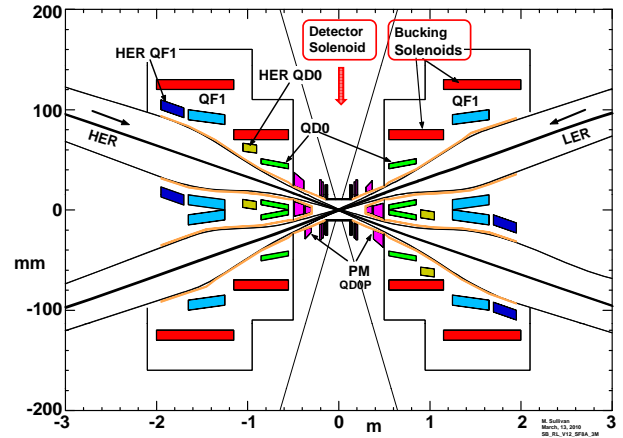 200
100
0
mm
-100
-200
-3
-2
-1
0
1
2
3
m
HER QF1
HER QD0
QF1
Detector
Solenoid
Bucking
Solenoids
QF1
QD0
HER
LER
PM
QD0P
M. Sullivan
March, 13, 2010
SB_RL_V12_SF8A_3M